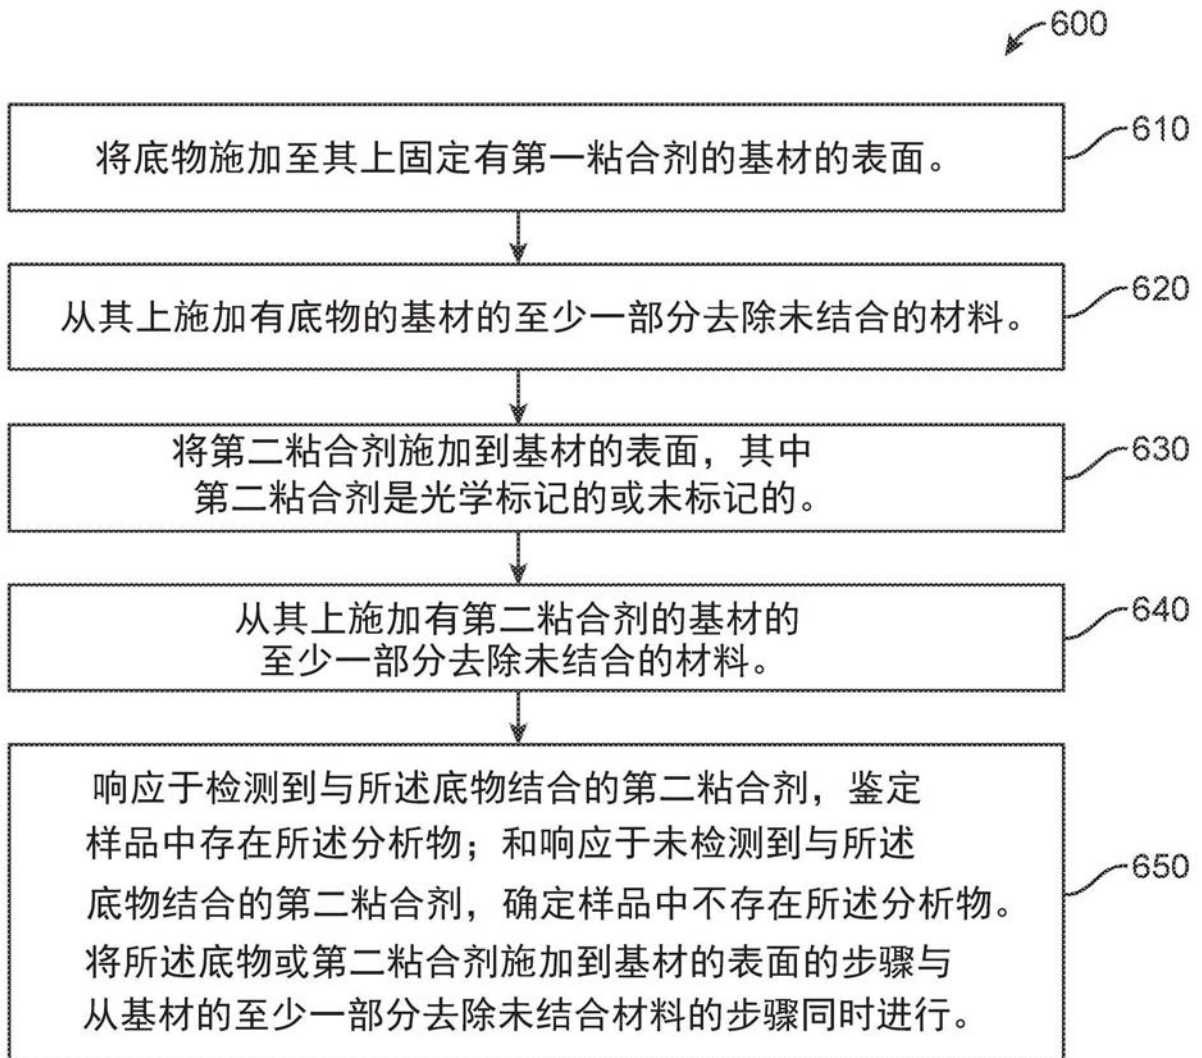 600
将底物施加至其上固定有第一粘合剂的基材的表面。
610
从其上施加有底物的基材的至少一部分去除未结合的材料。
620
将第二粘合剂施加到基材的表面，其中
第二粘合剂是光学标记的或未标记的。
630
从其上施加有第二粘合剂的基材的
至少一部分去除未结合的材料。
640
响应于检测到与所述底物结合的第二粘合剂，鉴定
样品中存在所述分析物；和响应于未检测到与所述
底物结合的第二粘合剂，确定样品中不存在所述分析物。
将所述底物或第二粘合剂施加到基材的表面的步骤与
从基材的至少一部分去除未结合材料的步骤同时进行。
650